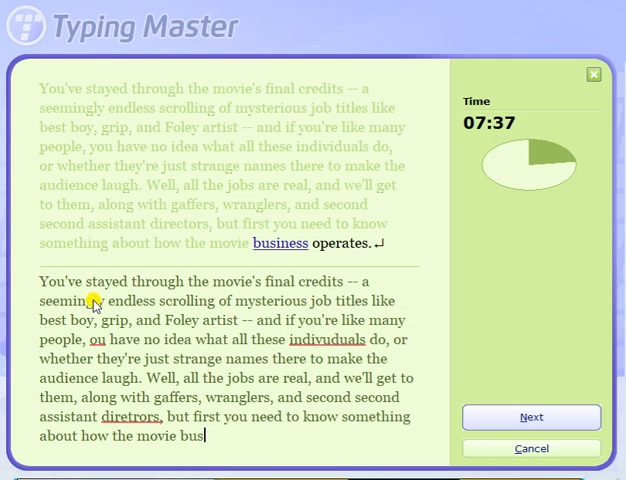 Typing Master
You've stayed through the movie's final credits -- a
seemingly endless scrolling of mysterious job titles like
best boy, grip, and Foley artist -- and if you're like many
people, you have no idea what all these individuals do,
or whether they're just strange names there to make the
audience laugh. Well, all the jobs are real, and we'll get
to them, along with gaffers, wranglers, and second
second assistant directors, but first you need to know
something about how the movie business operates.↵
You've stayed through the movie's final credits -- a
seemingly endless scrolling of mysterious job titles like
best boy, grip, and Foley artist -- and if you're like many
people, ou have no idea what all these indivuduals do, or
whether they're just strange names there to make the
audience laugh. Well, all the jobs are real, and we'll get to
them, along with gaffers, wranglers, and second second
assistant diretrors, but first you need to know something
about how the movie bus
Time
07:37
Next
Cancel